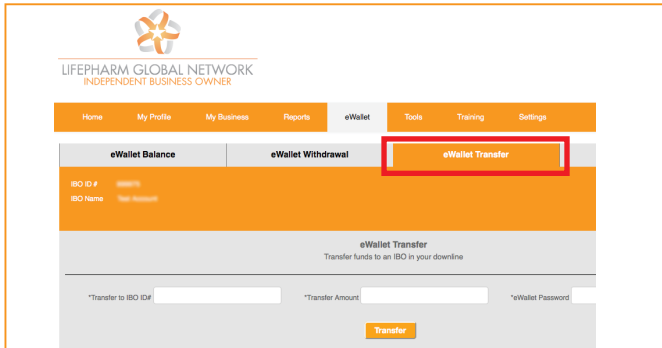 LIFEPHARM GLOBAL NETWORK
INDEPENDENT BUSINESS OWNER
Home My Profile My Business Reports eWallet Tools Training Settings
eWallet Balance eWallet Withdrawal eWallet Transfer
IBO ID #
IBO Name Test Account
eWallet Transfer
Transfer funds to an IBO in your downline
*Transfer to IBO ID# *Transfer Amount *eWallet Password
Transfer